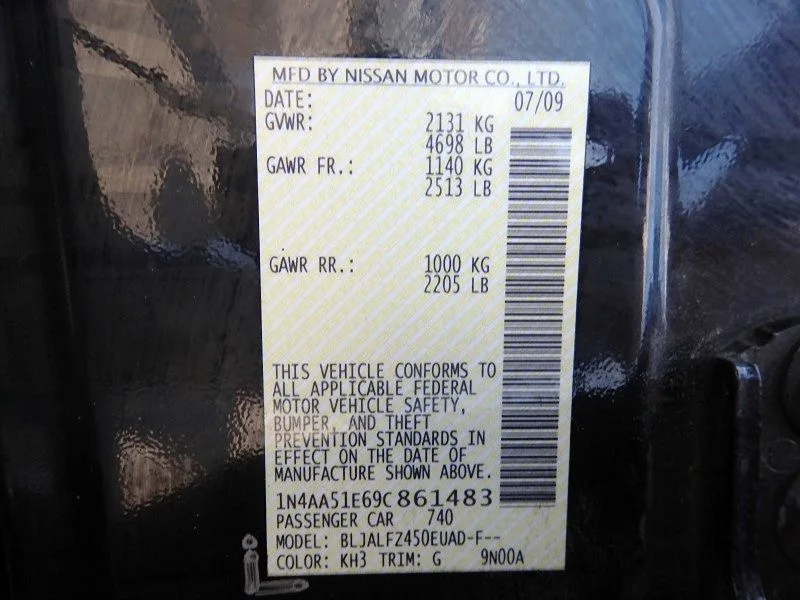 MFD BY NISSAN MOTOR CO., LTD.
DATE: 07/09
GVWR: 2131 KG
4698 LB
GAWR FR.: 1140 KG
2513 LB
GAWR RR.: 1000 KG
2205 LB
THIS VEHICLE CONFORMS TO
ALL APPLICABLE FEDERAL
MOTOR VEHICLE SAFETY,
BUMPER, AND THEFT
PREVENTION STANDARDS IN
EFFECT ON THE DATE OF
MANUFACTURE SHOWN ABOVE.
1N4AA51E69C861483
PASSENGER CAR 740
MODEL: BLJALFZ450EUAD-F--
COLOR: KH3 TRIM: G 9N00A